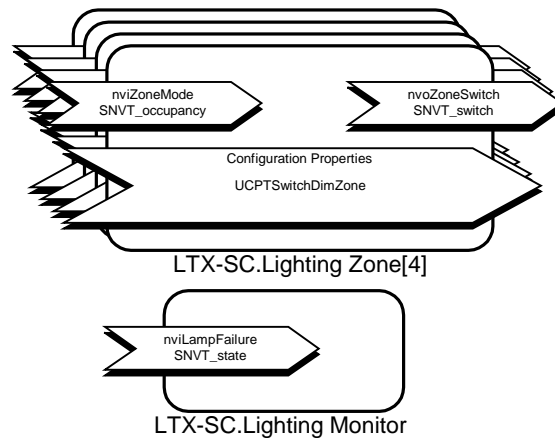 nviZoneMode
SNVT_occupancy
nvoZoneSwitch
SNVT_switch
Configuration Properties
UCPTSwitchDimZone
LTX-SC.Lighting Zone[4]
nviLampFailure
SNVT_state
LTX-SC.Lighting Monitor